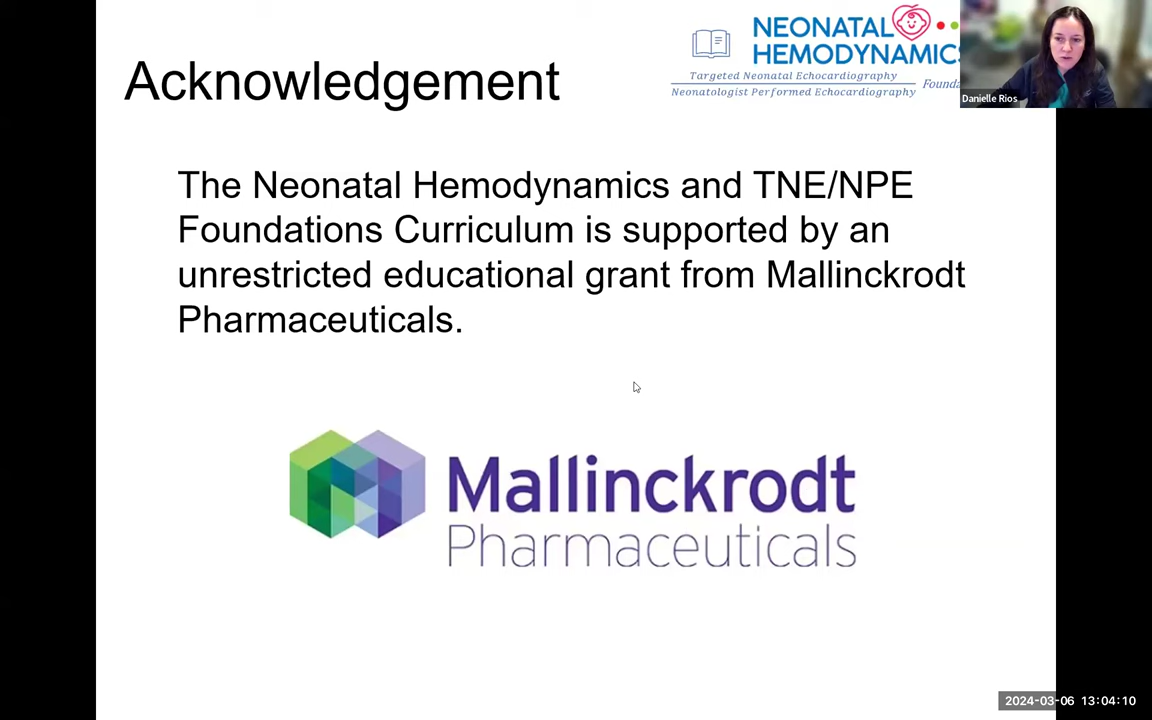 Acknowledgement
NEONATAL
HEMODYNAMICS
Targeted Neonatal Echocardiography
Neonatologist Performed Echocardiography
Danielle Rios
The Neonatal Hemodynamics and TNE/NPE
Foundations Curriculum is supported by an
unrestricted educational grant from Mallinckrodt
Pharmaceuticals.
Mallinckrodt
Pharmaceuticals
2024-03-06 13:04:10